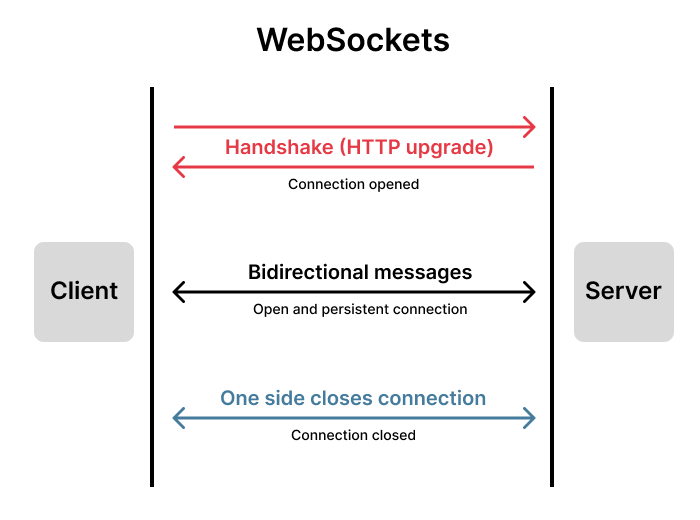 WebSockets
Handshake (HTTP upgrade)
Connection opened
Client
Bidirectional messages
Open and persistent connection
Server
One side closes connection
Connection closed